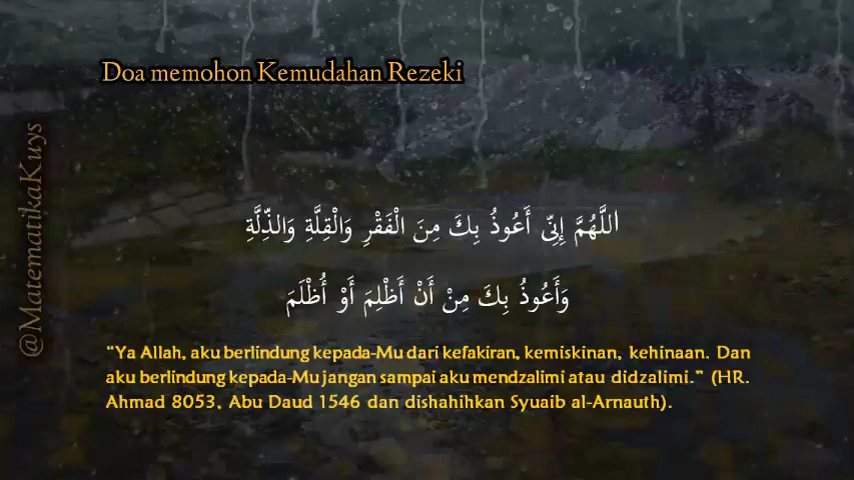 Doa memohon Kemudahan Rezeki
@MatematikaKuys
اللَّهُمَّ إِنِّى أَعُوذُ بِكَ مِنَ الْفَقْرِ وَالْقِلَّةِ وَالذِّلَّةِ
وَأَعُوذُ بِكَ مِنْ أَنْ أَظْلِمَ أَوْ أُظْلَمَ
“Ya Allah, aku berlindung kepada-Mu dari kefakiran, kemiskinan, kehinaan. Dan
aku berlindung kepada-Mu jangan sampai aku mendzalimi atau didzalimi.” (HR.
Ahmad 8053, Abu Daud 1546 dan dishahihkan Syuaib al-Arnauth).